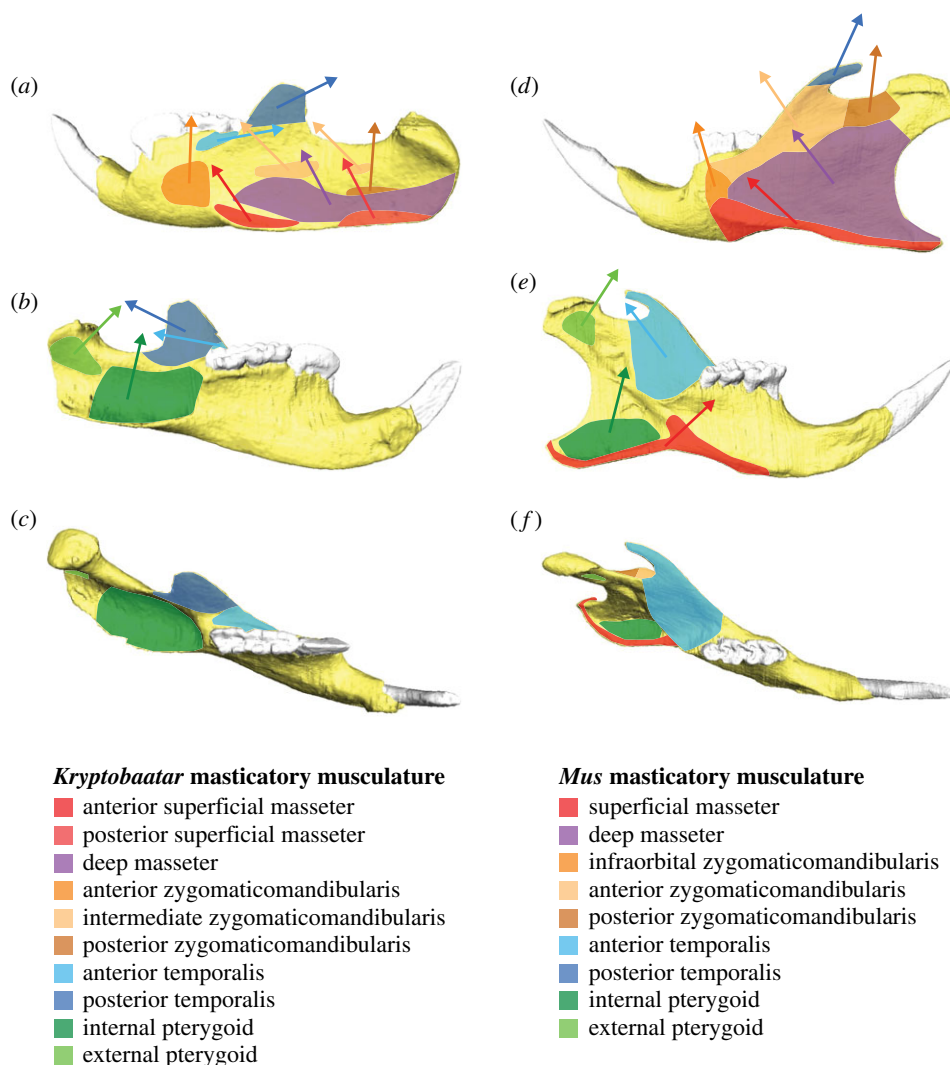 (a)
(d)
(b)
(e)
(c)
(f)
Kryptobaatar masticatory musculature
anterior superficial masseter
posterior superficial masseter
deep masseter
anterior zygomaticomandibularis
intermediate zygomaticomandibularis
posterior zygomaticomandibularis
anterior temporalis
posterior temporalis
internal pterygoid
external pterygoid
Mus masticatory musculature
superficial masseter
deep masseter
infraorbital zygomaticomandibularis
anterior zygomaticomandibularis
posterior zygomaticomandibularis
anterior temporalis
posterior temporalis
internal pterygoid
external pterygoid